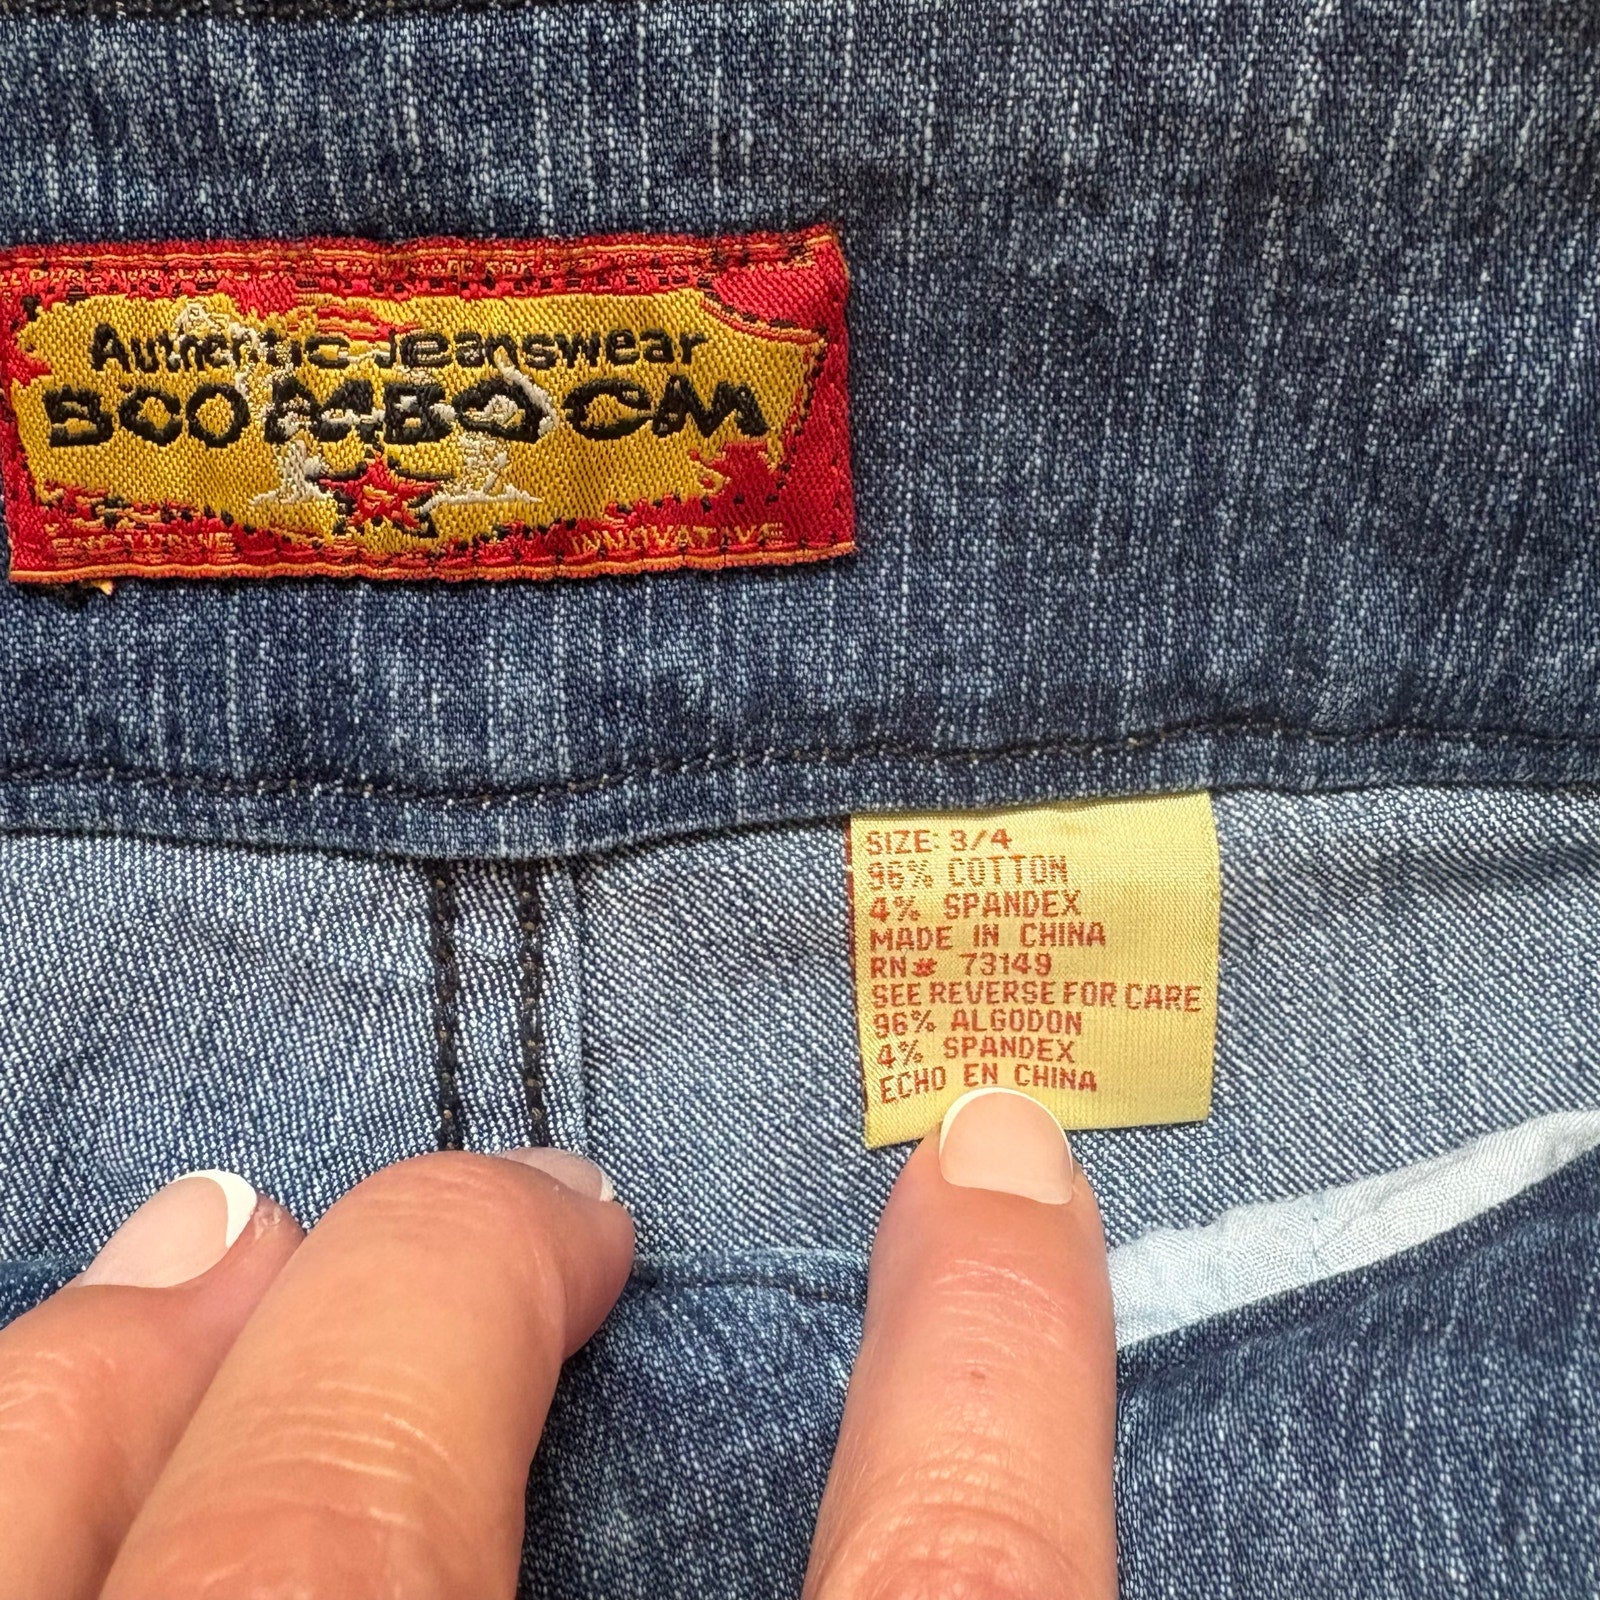 Authentic Jeanswear
BOOM BOOM
INNOVATIVE
SIZE: 3/4
96% COTTON
4% SPANDEX
MADE IN CHINA
RN# 73149
SEE REVERSE FOR CARE
96% ALGODON
4% SPANDEX
ECHO EN CHINA